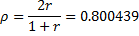 ρ = 2r / (1 + r) = 0.800439